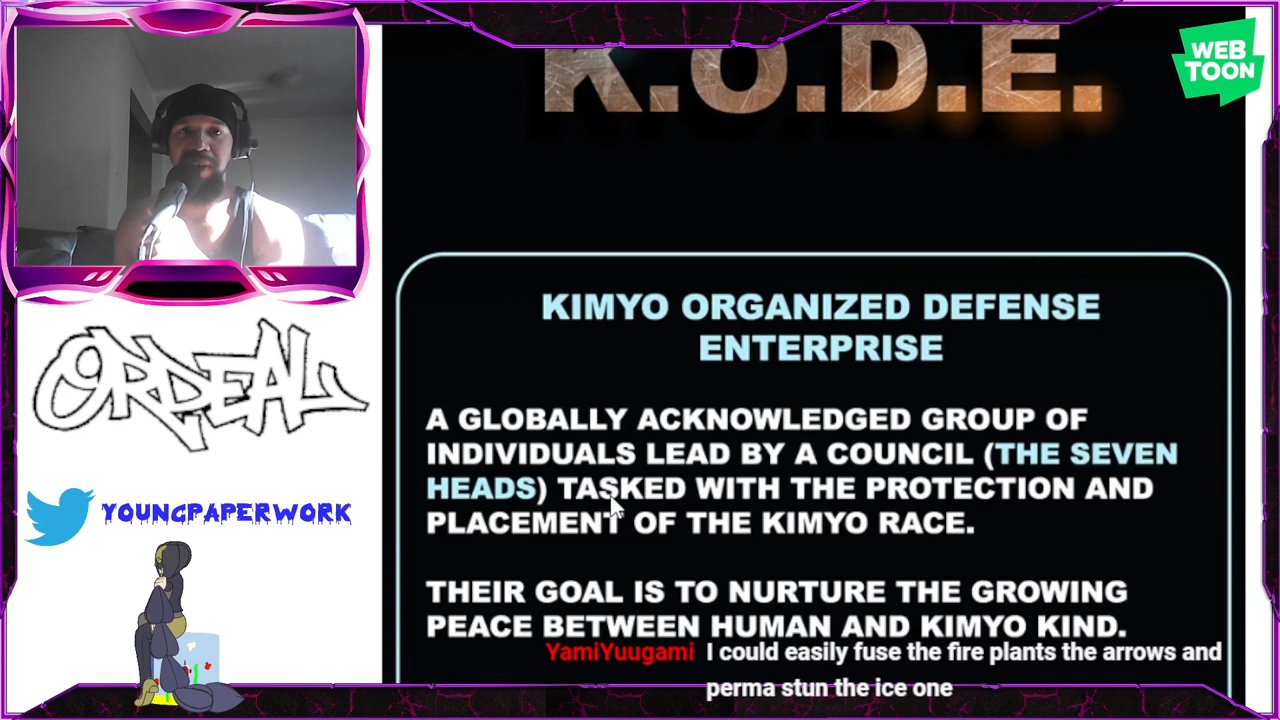 K.O.D.E.
WEB
TOON
KIMYO ORGANIZED DEFENSE
ENTERPRISE
A GLOBALLY ACKNOWLEDGED GROUP OF
INDIVIDUALS LEAD BY A COUNCIL (THE SEVEN
HEADS) TASKED WITH THE PROTECTION AND
PLACEMENT OF THE KIMYO RACE.
THEIR GOAL IS TO NURTURE THE GROWING
PEACE BETWEEN HUMAN AND KIMYO KIND.
ORDEAL
YOUNGPAPERWORK
YamiYuugami I could easily fuse the fire plants the arrows and
perma stun the ice one